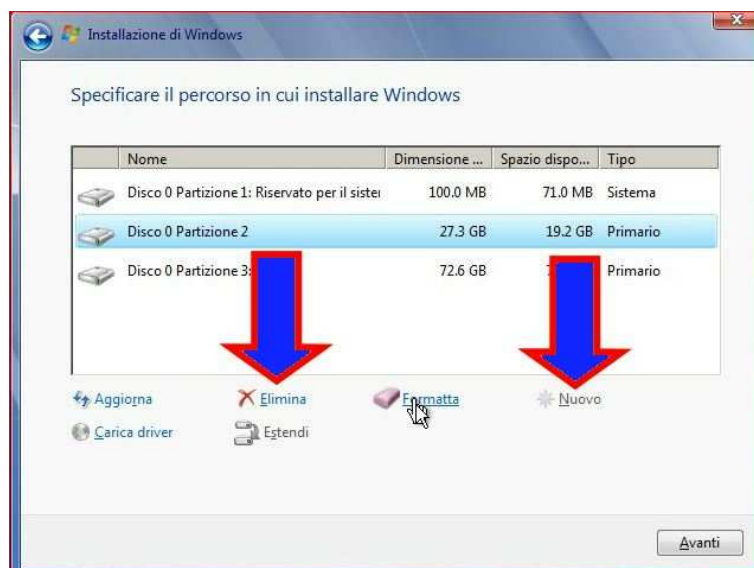 Installazione di Windows
Specificare il percorso in cui installare Windows
Nome Dimensione ... Spazio dispo... Tipo
Disco 0 Partizione 1: Riservato per il sister 100.0 MB 71.0 MB Sistema
Disco 0 Partizione 2 27.3 GB 19.2 GB Primario
Disco 0 Partizione 3: 72.6 GB Primario
Aggiorna Elimina Formatta Nuovo
Carica driver Estendi
Avanti